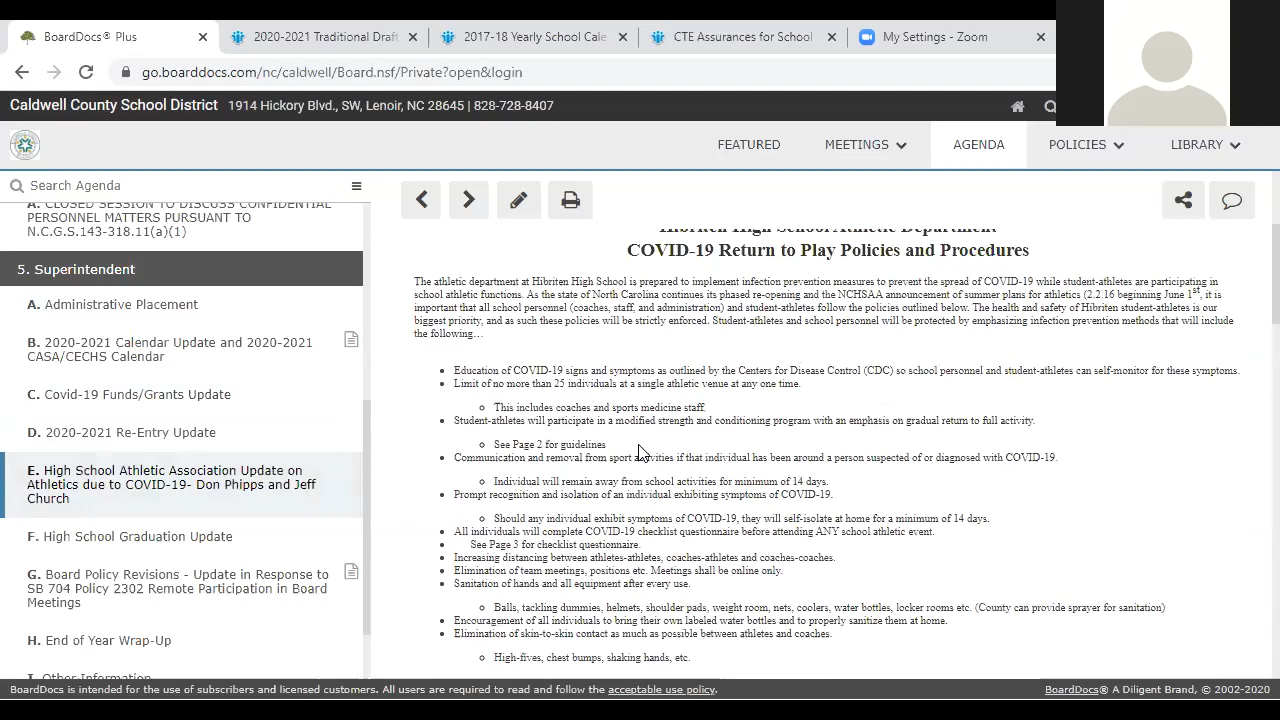 BoardDocs® Plus
2020-2021 Traditional Draft
2017-18 Yearly School Cale
CTE Assurances for School
My Settings - Zoom
go.boarddocs.com/nc/caldwell/Board.nsf/Private?open&login
Caldwell County School District 1914 Hickory Blvd., SW, Lenoir, NC 28645 | 828-728-8407
FEATURED MEETINGS AGENDA POLICIES LIBRARY
Search Agenda
A. CLOSED SESSION TO DISCUSS CONFIDENTIAL
PERSONNEL MATTERS PURSUANT TO
N.C.G.S.143-318.11(a)(1)
5. Superintendent
A. Administrative Placement
B. 2020-2021 Calendar Update and 2020-2021
CASA/CECHS Calendar
C. Covid-19 Funds/Grants Update
D. 2020-2021 Re-Entry Update
E. High School Athletic Association Update on
Athletics due to COVID-19- Don Phipps and Jeff
Church
F. High School Graduation Update
G. Board Policy Revisions - Update in Response to
SB 704 Policy 2302 Remote Participation in Board
Meetings
H. End of Year Wrap-Up
I. Other Information
Hibriten High School Athletic Department
COVID-19 Return to Play Policies and Procedures
The athletic department at Hibriten High School is prepared to implement infection prevention measures to prevent the spread of COVID-19 while student-athletes are participating in
school athletic functions. As the state of North Carolina continues its phased re-opening and the NCHSAA announcement of summer plans for athletics (2.2.16 beginning June 1st, it is
important that all school personnel (coaches, staff, and administration) and student-athletes follow the policies outlined below. The health and safety of Hibriten student-athletes is our
biggest priority, and as such these policies will be strictly enforced. Student-athletes and school personnel will be protected by emphasizing infection prevention methods that will include
the following…
• Education of COVID-19 signs and symptoms as outlined by the Centers for Disease Control (CDC) so school personnel and student-athletes can self-monitor for these symptoms.
• Limit of no more than 25 individuals at a single athletic venue at any one time.
○ This includes coaches and sports medicine staff.
• Student-athletes will participate in a modified strength and conditioning program with an emphasis on gradual return to full activity.
○ See Page 2 for guidelines
• Communication and removal from sport activities if that individual has been around a person suspected of or diagnosed with COVID-19.
○ Individual will remain away from school activities for minimum of 14 days.
• Prompt recognition and isolation of an individual exhibiting symptoms of COVID-19.
○ Should any individual exhibit symptoms of COVID-19, they will self-isolate at home for a minimum of 14 days.
• All individuals will complete COVID-19 checklist questionnaire before attending ANY school athletic event.
• See Page 3 for checklist questionnaire.
• Increasing distancing between athletes-athletes, coaches-athletes and coaches-coaches.
• Elimination of team meetings, positions etc. Meetings shall be online only.
• Sanitation of hands and all equipment after every use.
○ Balls, tackling dummies, helmets, shoulder pads, weight room, nets, coolers, water bottles, locker rooms etc. (County can provide sprayer for sanitation)
• Encouragement of all individuals to bring their own labeled water bottles and to properly sanitize them at home.
• Elimination of skin-to-skin contact as much as possible between athletes and coaches.
○ High-fives, chest bumps, shaking hands, etc.
BoardDocs is intended for the use of subscribers and licensed customers. All users are required to read and follow the acceptable use policy.
BoardDocs® A Diligent Brand, © 2002-2020